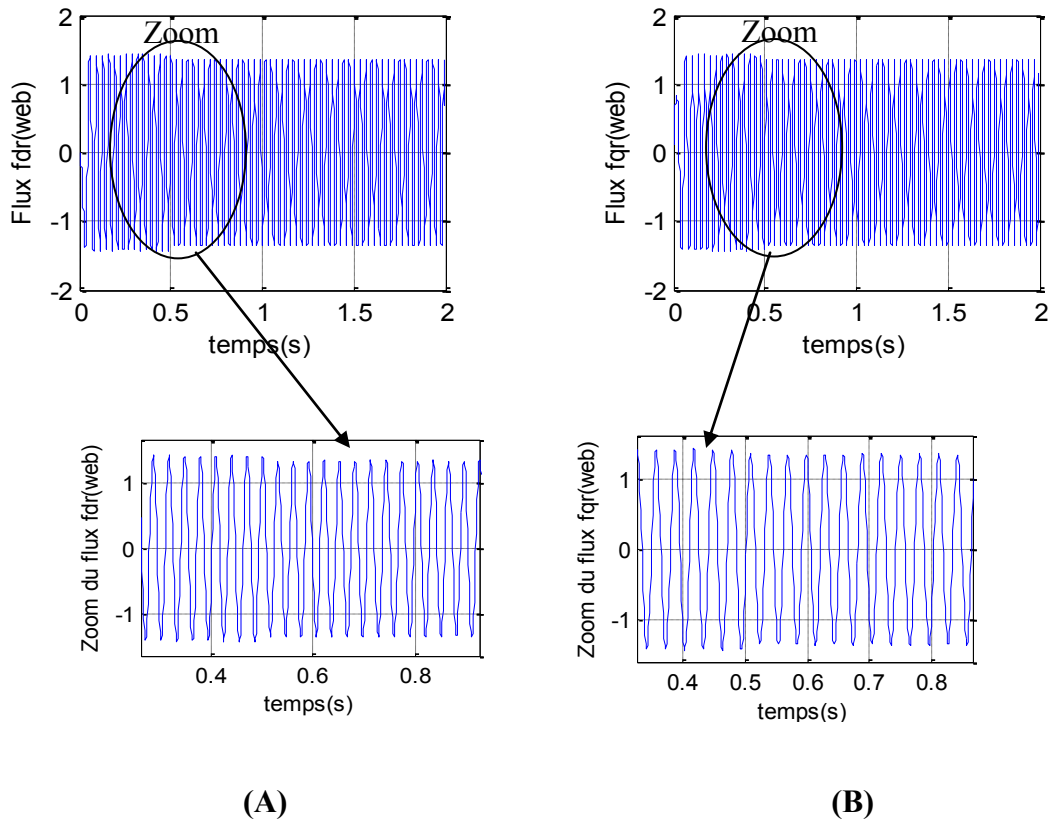 Zoom
2
1
0
-1
-2
Flux fdr(web)
0 0.5 1 1.5 2
temps(s)
Zoom
2
1
0
-1
-2
Flux fqr(web)
0 0.5 1 1.5 2
temps(s)
1
0
-1
Zoom du flux fdr(web)
0.4 0.6 0.8
temps(s)
1
0
-1
Zoom du flux fqr(web)
0.4 0.5 0.6 0.7 0.8
temps(s)
(A)
(B)